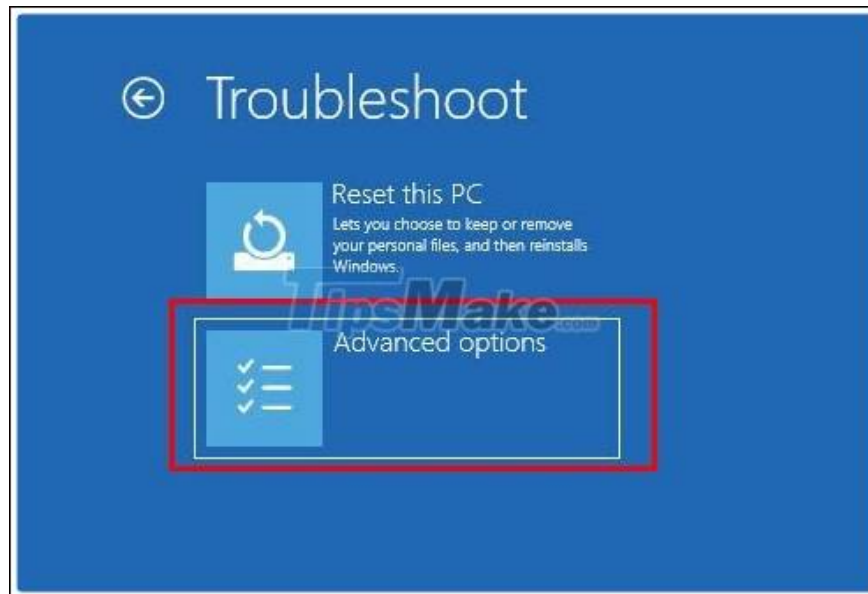 Troubleshoot
Reset this PC
Lets you choose to keep or remove
your personal files, and then reinstalls
Windows.
TipsMake.com
Advanced options